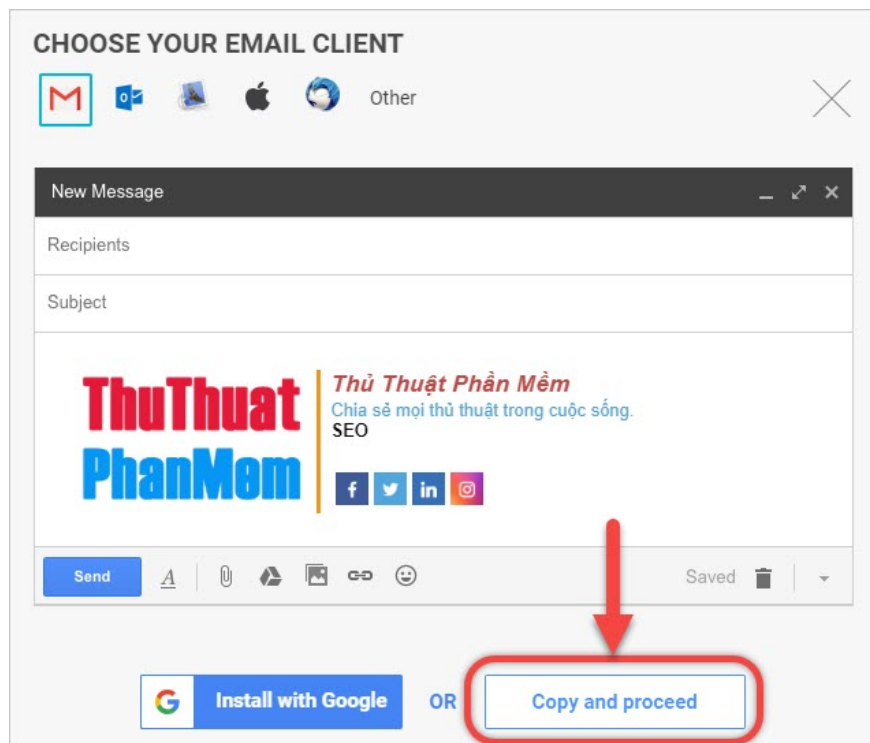 CHOOSE YOUR EMAIL CLIENT
Other
New Message
Recipients
Subject
ThuThuat
PhanMem
Thủ Thuật Phần Mềm
Chia sẻ mọi thủ thuật trong cuộc sống.
SEO
Send
Saved
Install with Google OR Copy and proceed